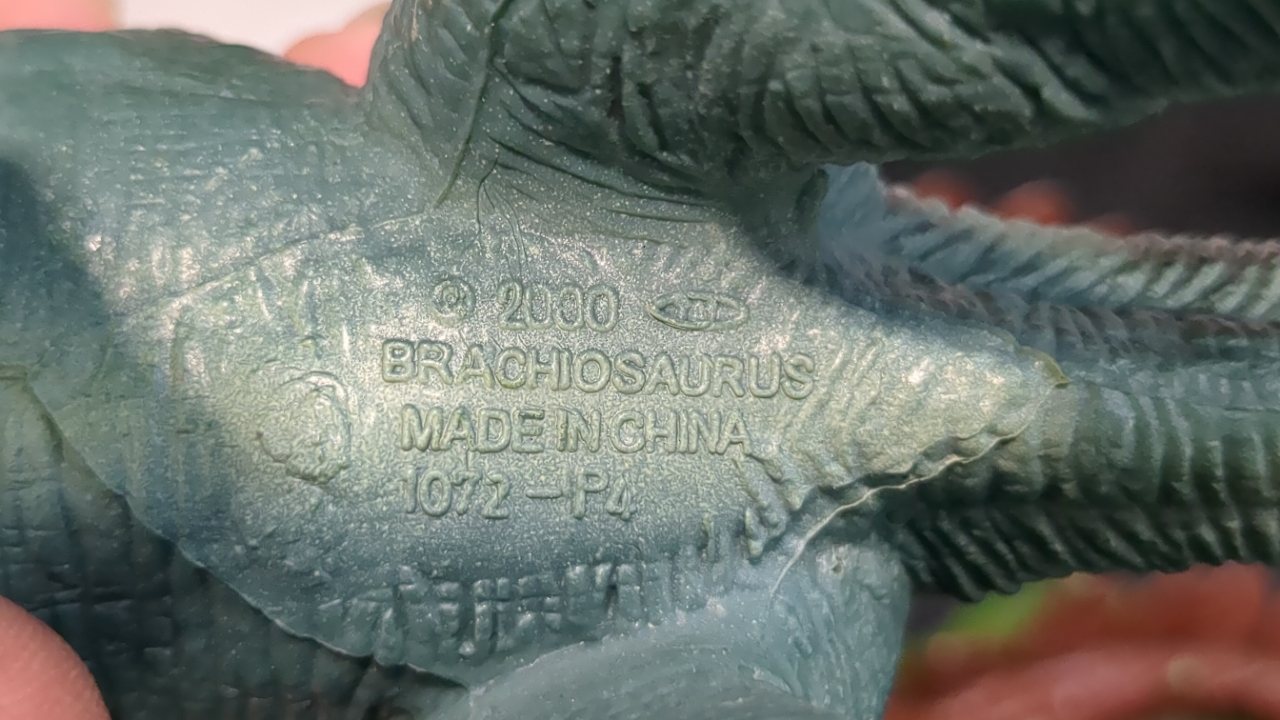 © 2000
BRACHIOSAURUS
MADE IN CHINA
1072-P4